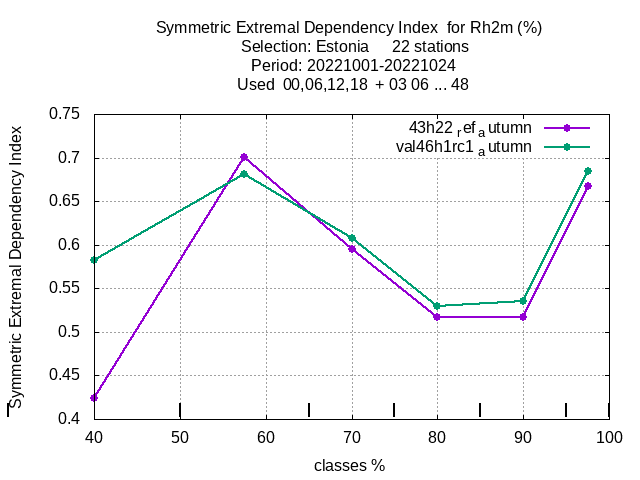 Symmetric Extremal Dependency Index for Rh2m (%)
Selection: Estonia 22 stations
Period: 20221001-20221024
Used 00,06,12,18 + 03 06 ... 48
43h22 ref autumn
val46h1rc1 autumn
Symmetric Extremal Dependency Index
0.75
0.7
0.65
0.6
0.55
0.5
0.45
0.4
40 50 60 70 80 90 100
classes %